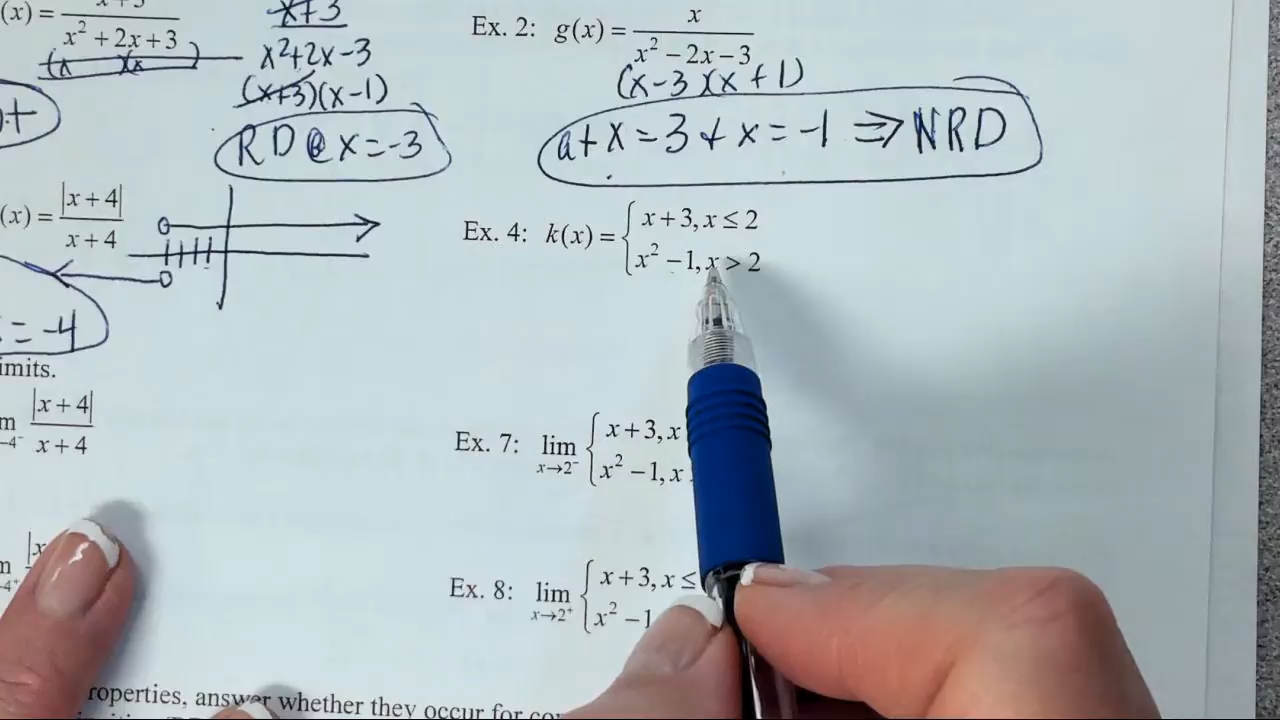 (x) = x+3 / x² + 2x + 3
(x )(x )
x+3
x²+2x−3
(x+3)(x−1)
RD @ x=−3
Ex. 2: g(x) = x / x² − 2x − 3
(x−3)(x+1)
at x=3 + x=−1 ⇒ NRD
(x) = |x+4| / x+4
= −4
Ex. 4: k(x) = { x+3, x ≤ 2
x² −1, x > 2
imits.
−4⁻ |x+4| / x+4
Ex. 7: lim x→2⁻ { x+3, x
x² −1, x
−4⁺ |x
Ex. 8: lim x→2⁺ { x+3, x ≤
x² −1
roperties, answer whether they occur for